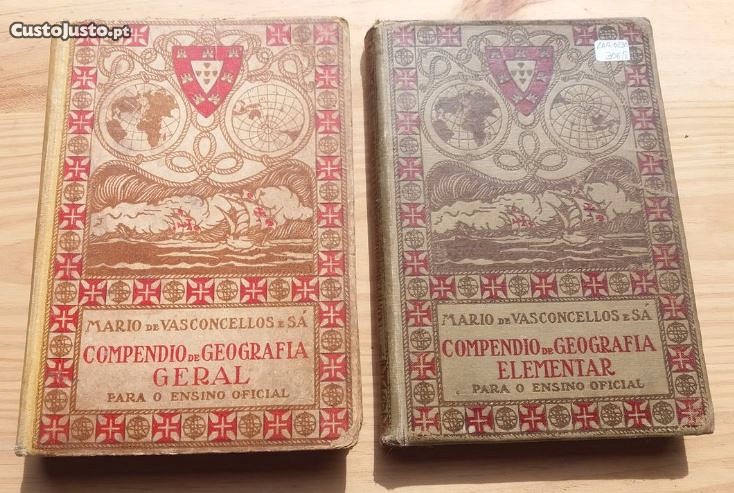 CustoJusto.pt
MARIO DE VASCONCELLOS E SÁ
COMPENDIO DE GEOGRAFIA
GERAL
PARA O ENSINO OFICIAL
MARIO DE VASCONCELLOS E SÁ
COMPENDIO DE GEOGRAFIA
ELEMENTAR
PARA O ENSINO OFICIAL